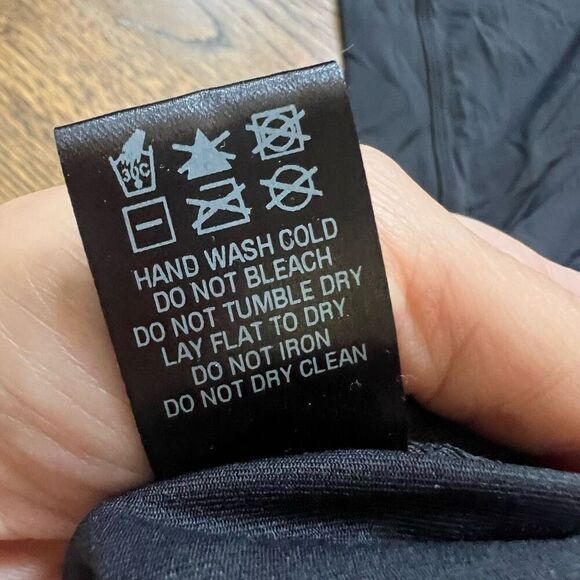 30C
HAND WASH COLD
DO NOT BLEACH
DO NOT TUMBLE DRY
LAY FLAT TO DRY
DO NOT IRON
DO NOT DRY CLEAN